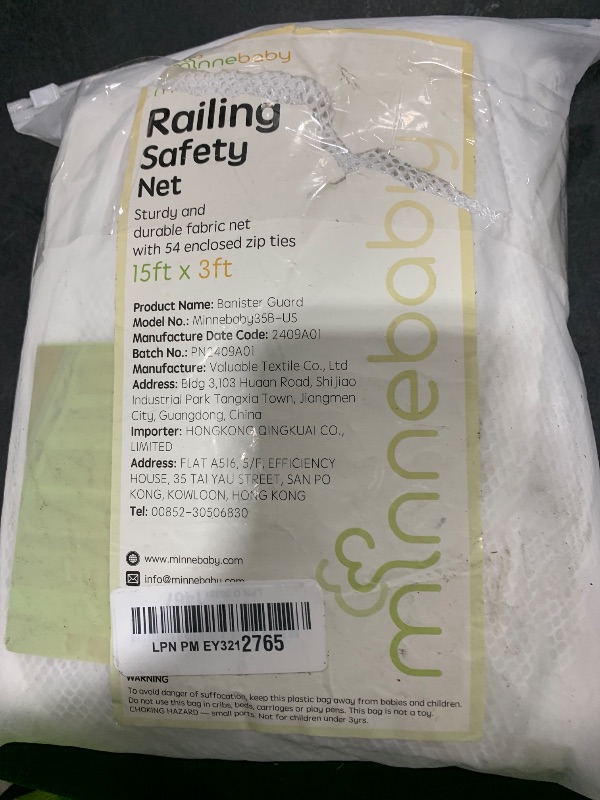 minnebaby
Railing
Safety
Net
Sturdy and
durable fabric net
with 54 enclosed zip ties
15ft x 3ft
Product Name: Banister Guard
Model No.: Minnebaby35B-US
Manufacture Date Code: 2409A01
Batch No.: PN2409A01
Manufacture: Valuable Textile Co., Ltd
Address: Bldg 3,103 Huaan Road, Shijiao
Industrial Park Tangxia Town, Jiangmen
City, Guangdong, China
Importer: HONGKONG QINGKUAI CO.,
LIMITED
Address: FLAT A516, 5/F, EFFICIENCY
HOUSE, 35 TAI YAU STREET, SAN PO
KONG, KOWLOON, HONG KONG
Tel: 00852-30506830
www.minnebaby.com
info@minnebaby.com
LPN PM EY3212765
WARNING
To avoid danger of suffocation, keep this plastic bag away from babies and children.
Do not use this bag in cribs, beds, carriages or play pens. This bag is not a toy.
CHOKING HAZARD — small parts. Not for children under 3yrs.
minnebaby